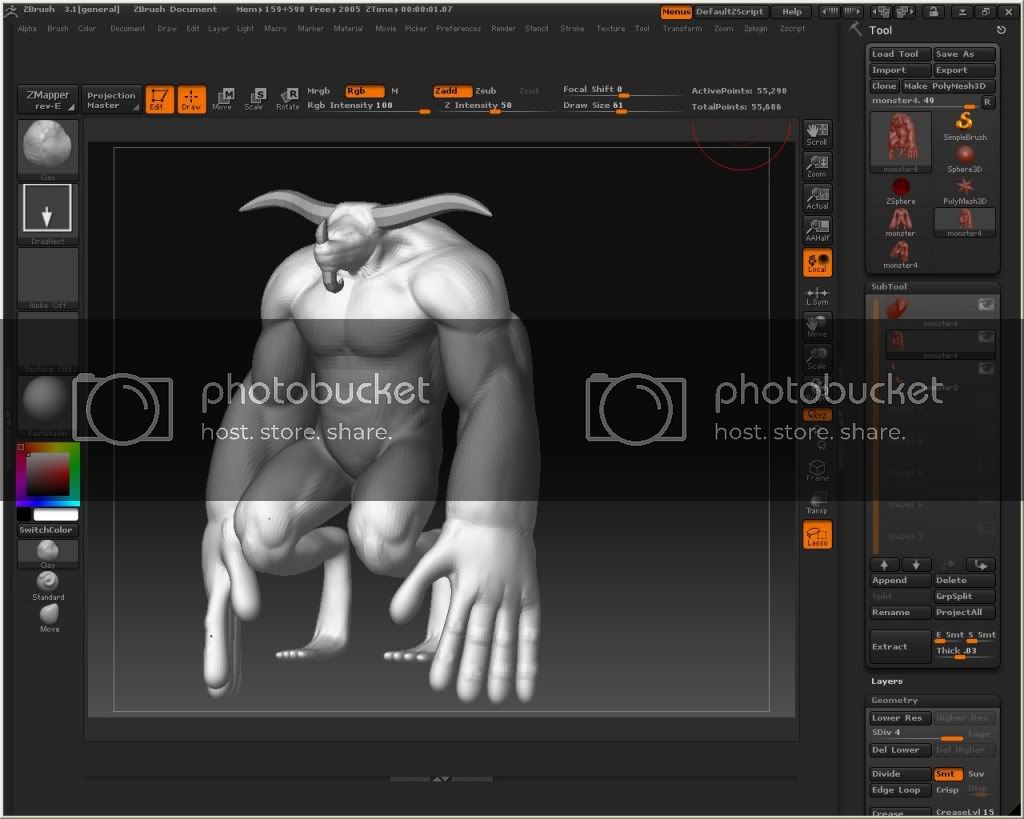 ZBrush 3.1[general] ZBrush Document Mem▸159+598 Free▸2005 ZTime▸00:00:01.07 Menus DefaultZScript Help
Alpha Brush Color Document Draw Edit Layer Light Macro Marker Material Movie Picker Preferences Render Stencil Stroke Texture Tool Transform Zoom Zplugin Zscript
Tool
Load Tool Save As
Import Export
Clone Make PolyMesh3D
monster4. 49 R
monster4 SimpleBrush
Sphere3D
ZSphere PolyMesh3D
monster monster4
monster4
ZMapper
rev-E
Projection
Master
Edit Draw Move Scale Rotate
Mrgb Rgb M
Rgb Intensity 100
Zadd Zsub Zcut
Z Intensity 50
Focal Shift 0
Draw Size 61
ActivePoints: 55,298
TotalPoints: 55,686
Clay
DragRect
Alpha Off
Texture Off
FastShader
SwitchColor
Clay
Standard
Move
Scroll
Zoom
Actual
AAHalf
Local
L.Sym
Move
Scale
XYZ
Frame
Transp
Lasso
photobucket
host. store. share.
photobucket
host. store. share.
SubTool
monster4
monster4
monster3
Unused 5
Unused 6
Unused 7
Append Delete
Split GrpSplit
Rename ProjectAll
Extract
E Smt S Smt
Thick .03
Layers
Geometry
Lower Res Higher Res
SDiv 4 Cage
Del Lower Del Higher
Divide Smt Suv
Edge Loop Crisp Disp
Crease CreaseLvl 15